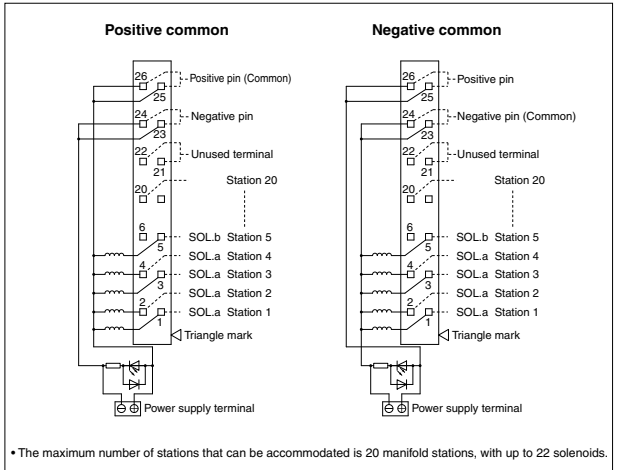 Positive common
26
Positive pin (Common)
25
24
Negative pin
23
22
Unused terminal
21
Station 20
20
6
SOL.b Station 5
5
SOL.a Station 4
4
SOL.a Station 3
3
SOL.a Station 2
2
SOL.a Station 1
1
Triangle mark
⊖ ⊕ Power supply terminal
Negative common
26
Positive pin
25
24
Negative pin (Common)
23
22
Unused terminal
21
Station 20
20
6
SOL.b Station 5
5
SOL.a Station 4
4
SOL.a Station 3
3
SOL.a Station 2
2
SOL.a Station 1
1
Triangle mark
⊖ ⊕ Power supply terminal
• The maximum number of stations that can be accommodated is 20 manifold stations, with up to 22 solenoids.